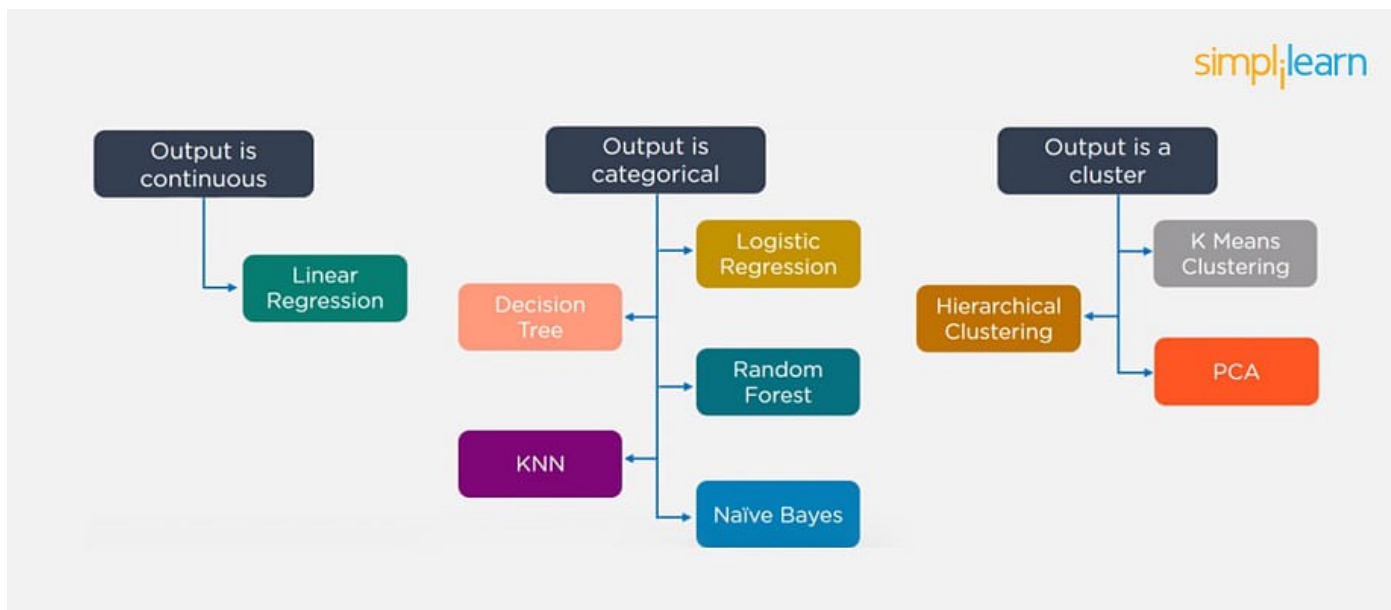 simplilearn
Output is
continuous
Linear
Regression
Output is
categorical
Logistic
Regression
Decision
Tree
Random
Forest
KNN
Naïve Bayes
Output is a
cluster
K Means
Clustering
Hierarchical
Clustering
PCA